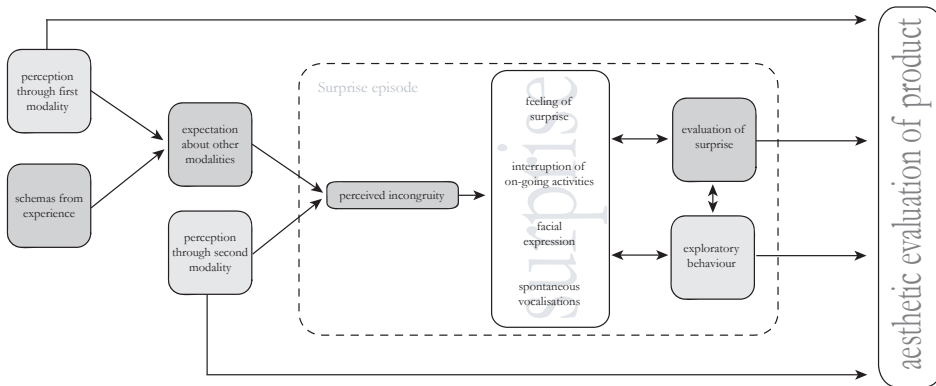 perception
through first
modality
schemas from
experience
expectation
about other
modalities
perception
through second
modality
Surprise episode
perceived incongruity
surprise
feeling of
surprise
interruption of
on-going activities
facial
expression
spontaneous
vocalisations
evaluation of
surprise
exploratory
behaviour
aesthetic evaluation of product